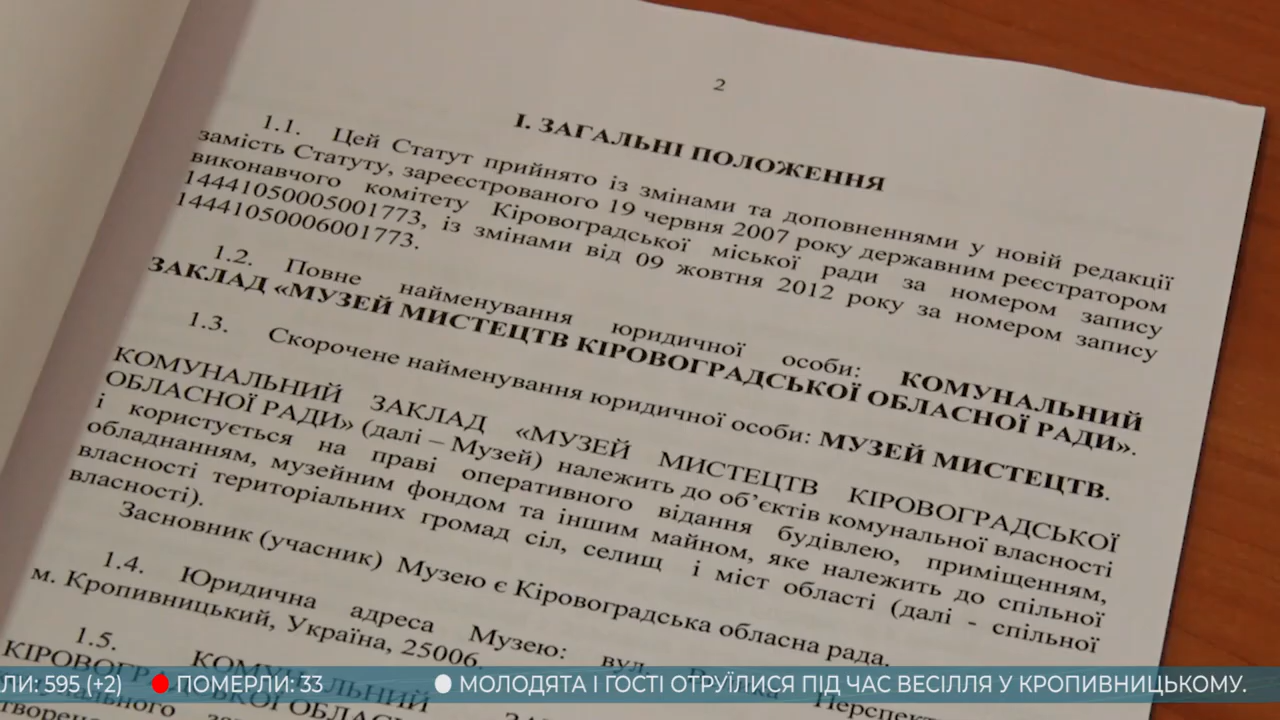 2
І. ЗАГАЛЬНІ ПОЛОЖЕННЯ
1.1. Цей Статут прийнято із змінами та доповненнями у новій редакції
замість Статуту, зареєстрованого 19 червня 2007 року державним реєстратором
виконавчого комітету Кіровоградської міської ради за номером запису
14441050005001773, із змінами від 09 жовтня 2012 року за номером запису
14441050006001773.
1.2. Повне найменування юридичної особи: КОМУНАЛЬНИЙ
ЗАКЛАД «МУЗЕЙ МИСТЕЦТВ КІРОВОГРАДСЬКОЇ ОБЛАСНОЇ РАДИ».
1.3. Скорочене найменування юридичної особи: МУЗЕЙ МИСТЕЦТВ.
КОМУНАЛЬНИЙ ЗАКЛАД «МУЗЕЙ МИСТЕЦТВ КІРОВОГРАДСЬКОЇ
ОБЛАСНОЇ РАДИ» (далі – Музей) належить до об’єктів комунальної власності
і користується на праві оперативного відання будівлею, приміщенням,
обладнанням, музейним фондом та іншим майном, яке належить до спільної
власності територіальних громад сіл, селищ і міст області (далі - спільної
власності).
Засновник (учасник) Музею є Кіровоградська обласна рада.
1.4. Юридична адреса Музею: вул.
м. Кропивницький, Україна, 25006.
1.5. КОМУНАЛЬНИЙ
КІРОВОГРАДСЬКОЇ
ЛИ: 595 (+2) ПОМЕРЛИ: 33 МОЛОДЯТА І ГОСТІ ОТРУЇЛИСЯ ПІД ЧАС ВЕСІЛЛЯ У КРОПИВНИЦЬКОМУ.